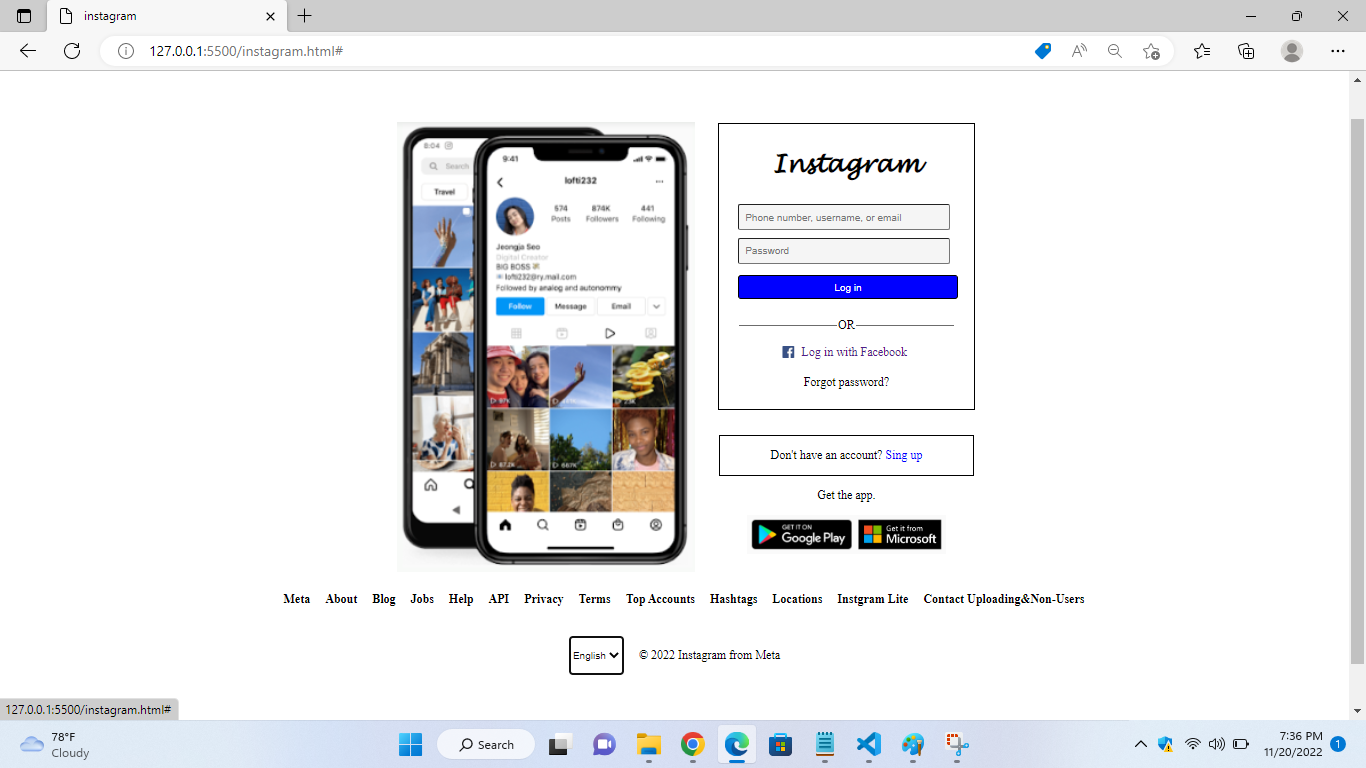 instagram
127.0.0.1:5500/instagram.html#
8:04
Search
Travel
9:41
lofti232
574 874K 441
Posts Followers Following
Jeongja Seo
Digital Creator
BIG BOSS
lofti232@ry.mail.com
Followed by analog and autonommy
Follow Message Email
87K
23K
87.7K 667K
Instagram
Phone number, username, or email
Password
Log in
OR
Log in with Facebook
Forgot password?
Don't have an account? Sing up
Get the app.
GET IT ON
Google Play
Get it from
Microsoft
Meta About Blog Jobs Help API Privacy Terms Top Accounts Hashtags Locations Instgram Lite Contact Uploading&Non-Users
English © 2022 Instagram from Meta
127.0.0.1:5500/instagram.html#
78°F
Cloudy
Search
7:36 PM
11/20/2022
1